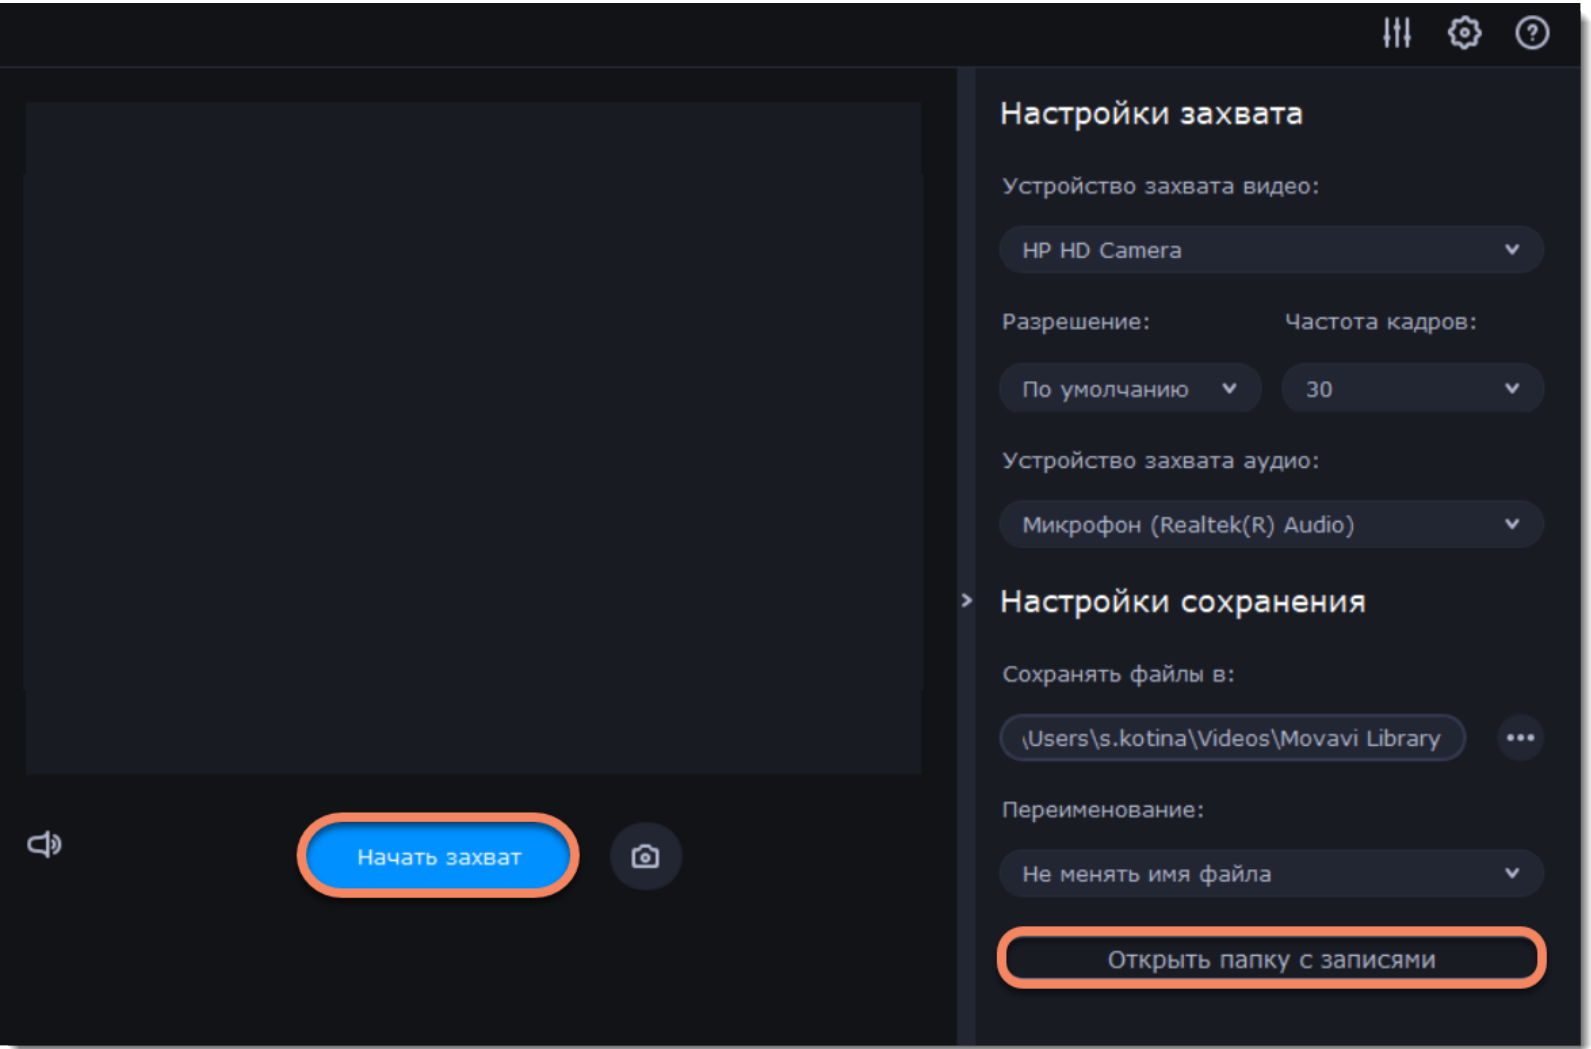 Настройки захвата
Устройство захвата видео:
HP HD Camera
Разрешение: Частота кадров:
По умолчанию 30
Устройство захвата аудио:
Микрофон (Realtek(R) Audio)
Настройки сохранения
Сохранять файлы в:
\Users\s.kotina\Videos\Movavi Library
Переименование:
Не менять имя файла
Открыть папку с записями
Начать захват